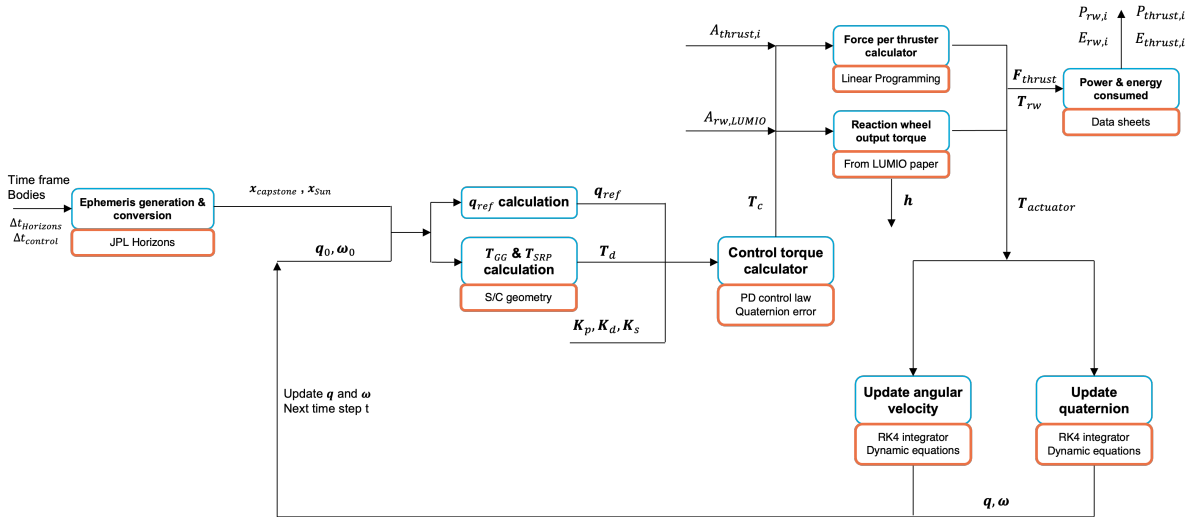 Time frame
Bodies
Δt_Horizons
Δt_control
Ephemeris generation &
conversion
JPL Horizons
x_capstone , x_Sun
q_0, ω_0
q_ref calculation
q_ref
T_GG & T_SRP
calculation
S/C geometry
T_d
K_p, K_d, K_s
Control torque
calculator
PD control law
Quaternion error
T_c
A_thrust,i
A_rw,LUMIO
Force per thruster
calculator
Linear Programming
Reaction wheel
output torque
From LUMIO paper
h
F_thrust
T_rw
P_rw,i P_thrust,i
E_rw,i E_thrust,i
Power & energy
consumed
Data sheets
T_actuator
Update angular
velocity
RK4 integrator
Dynamic equations
Update
quaternion
RK4 integrator
Dynamic equations
q, ω
Update q and ω
Next time step t